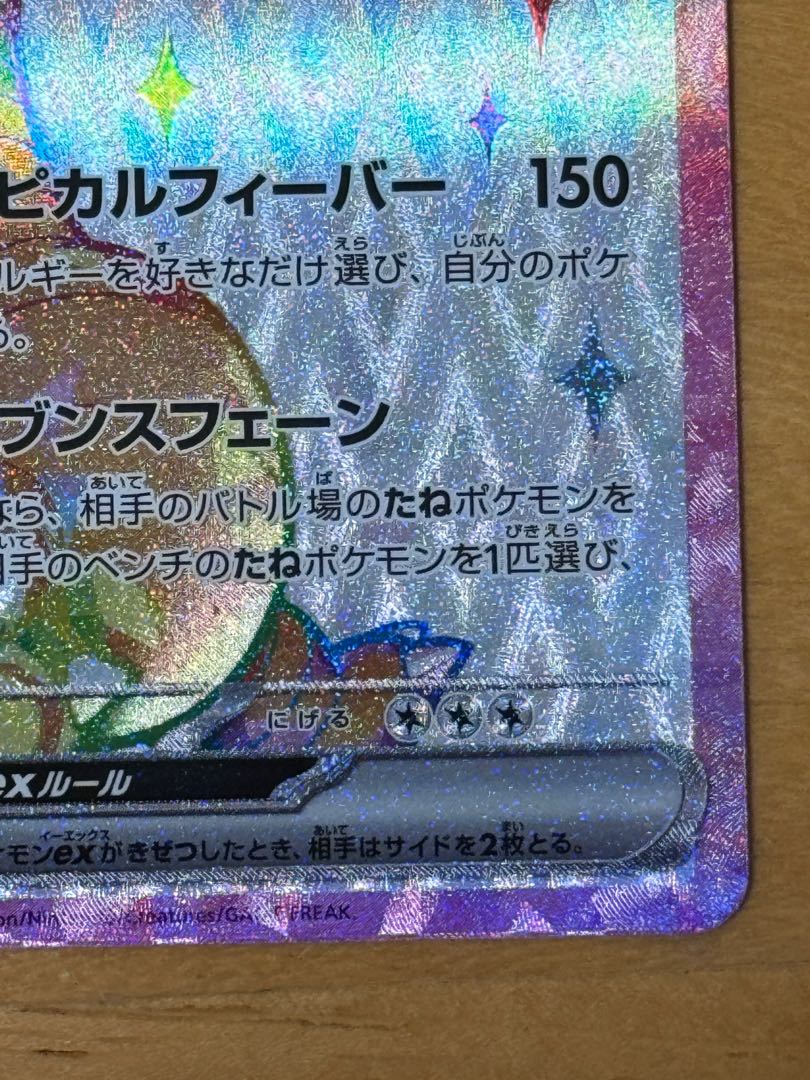 ピカルフィーバー 150
ルギーを好きなだけ選び、自分のポケ
る。
ブンスフェーン
なら、相手のバトル場のたねポケモンを
相手のベンチのたねポケモンを1匹選び、
にげる
exルール
モンexがきぜつしたとき、相手はサイドを2枚とる。
on/Nin atures/GA FREAK.